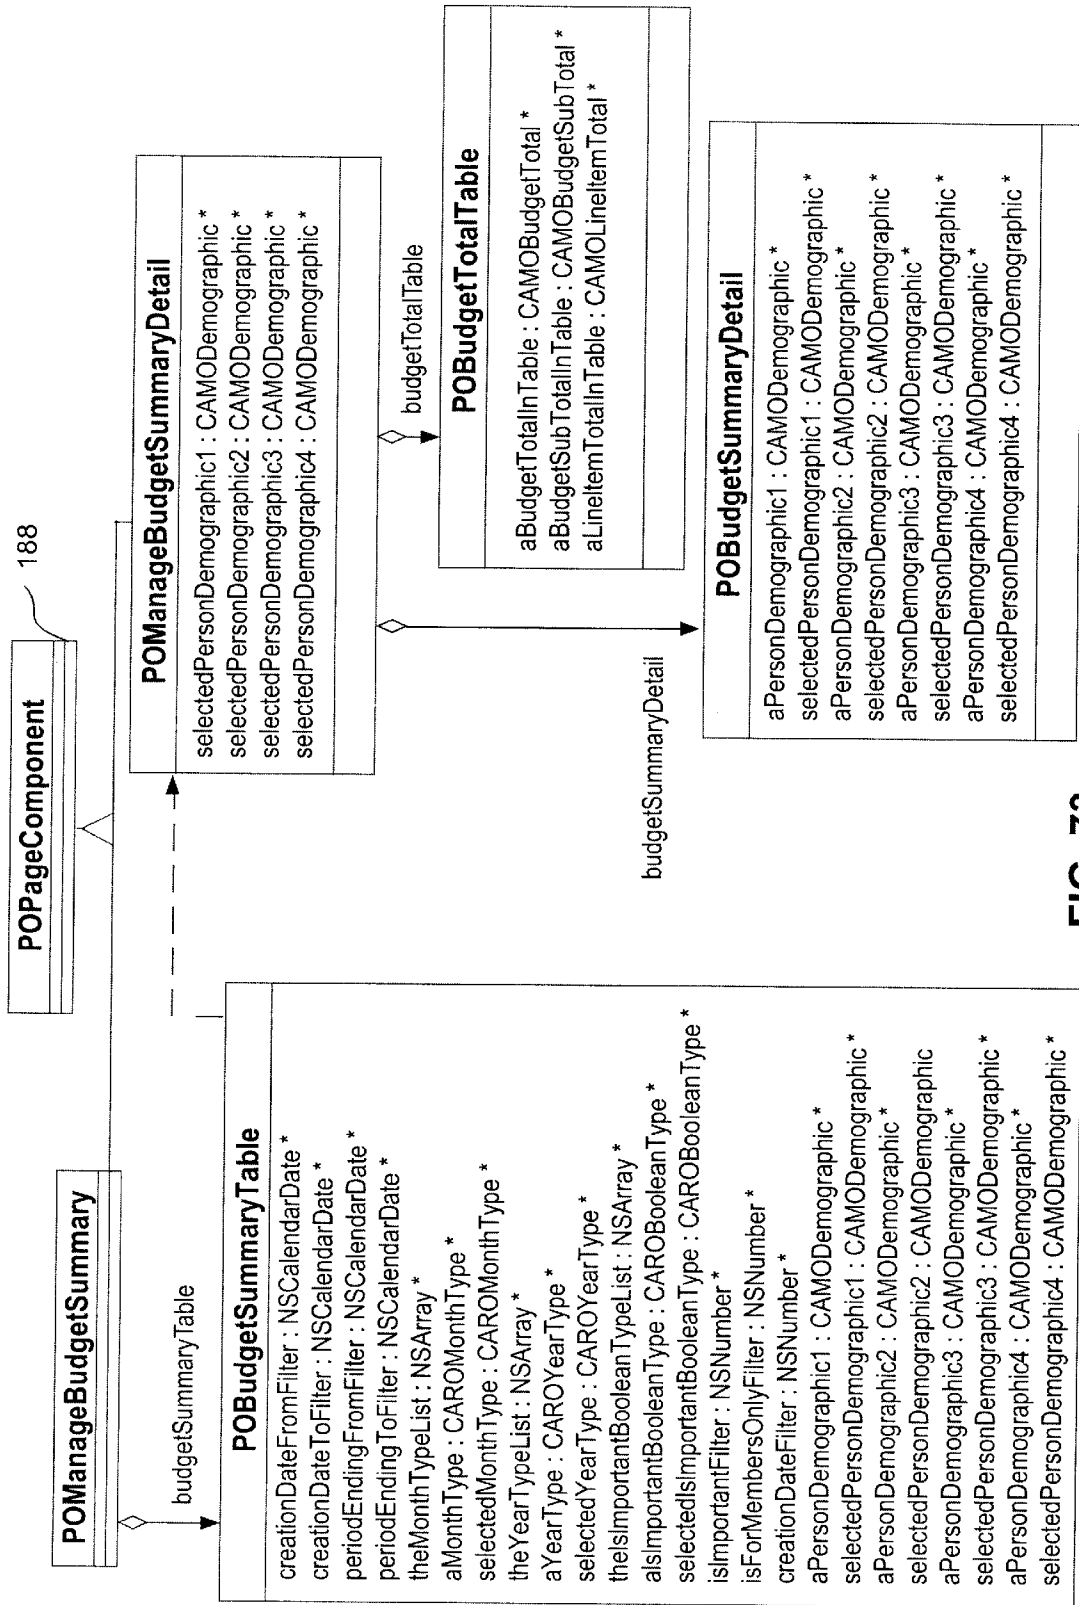 188
POPageComponent
POManageBudgetSummary
budgetSummaryTable
POBudgetSummaryTable
creationDateFromFilter : NSCalendarDate *
creationDateToFilter : NSCalendarDate *
periodEndingFromFilter : NSCalendarDate *
periodEndingToFilter : NSCalendarDate *
theMonthTypeList : NSArray *
aMonthType : CAROMonthType *
selectedMonthType : CAROMonthType *
theYearTypeList : NSArray *
aYearType : CAROYearType *
selectedYearType : CAROYearType *
theIsImportantBooleanTypeList : NSArray *
aIsImportantBooleanType : CAROBooleanType *
selectedIsImportantBooleanType : CAROBooleanType *
isImportantFilter : NSNumber *
isForMembersOnlyFilter : NSNumber *
creationDateFilter : NSNumber *
aPersonDemographic1 : CAMODemographic *
selectedPersonDemographic1 : CAMODemographic *
aPersonDemographic2 : CAMODemographic *
selectedPersonDemographic2 : CAMODemographic
aPersonDemographic3 : CAMODemographic *
selectedPersonDemographic3 : CAMODemographic *
aPersonDemographic4 : CAMODemographic *
selectedPersonDemographic4 : CAMODemographic *
POManageBudgetSummaryDetail
selectedPersonDemographic1 : CAMODemographic *
selectedPersonDemographic2 : CAMODemographic *
selectedPersonDemographic3 : CAMODemographic *
selectedPersonDemographic4 : CAMODemographic *
budgetTotalTable
POBudgetTotalTable
aBudgetTotalInTable : CAMOBudgetTotal *
aBudgetSubTotalInTable : CAMOBudgetSubTotal *
aLineItemTotalInTable : CAMOLineItemTotal *
budgetSummaryDetail
POBudgetSummaryDetail
aPersonDemographic1 : CAMODemographic *
selectedPersonDemographic1 : CAMODemographic *
aPersonDemographic2 : CAMODemographic *
selectedPersonDemographic2 : CAMODemographic *
aPersonDemographic3 : CAMODemographic *
selectedPersonDemographic3 : CAMODemographic *
aPersonDemographic4 : CAMODemographic *
selectedPersonDemographic4 : CAMODemographic *
FIG.